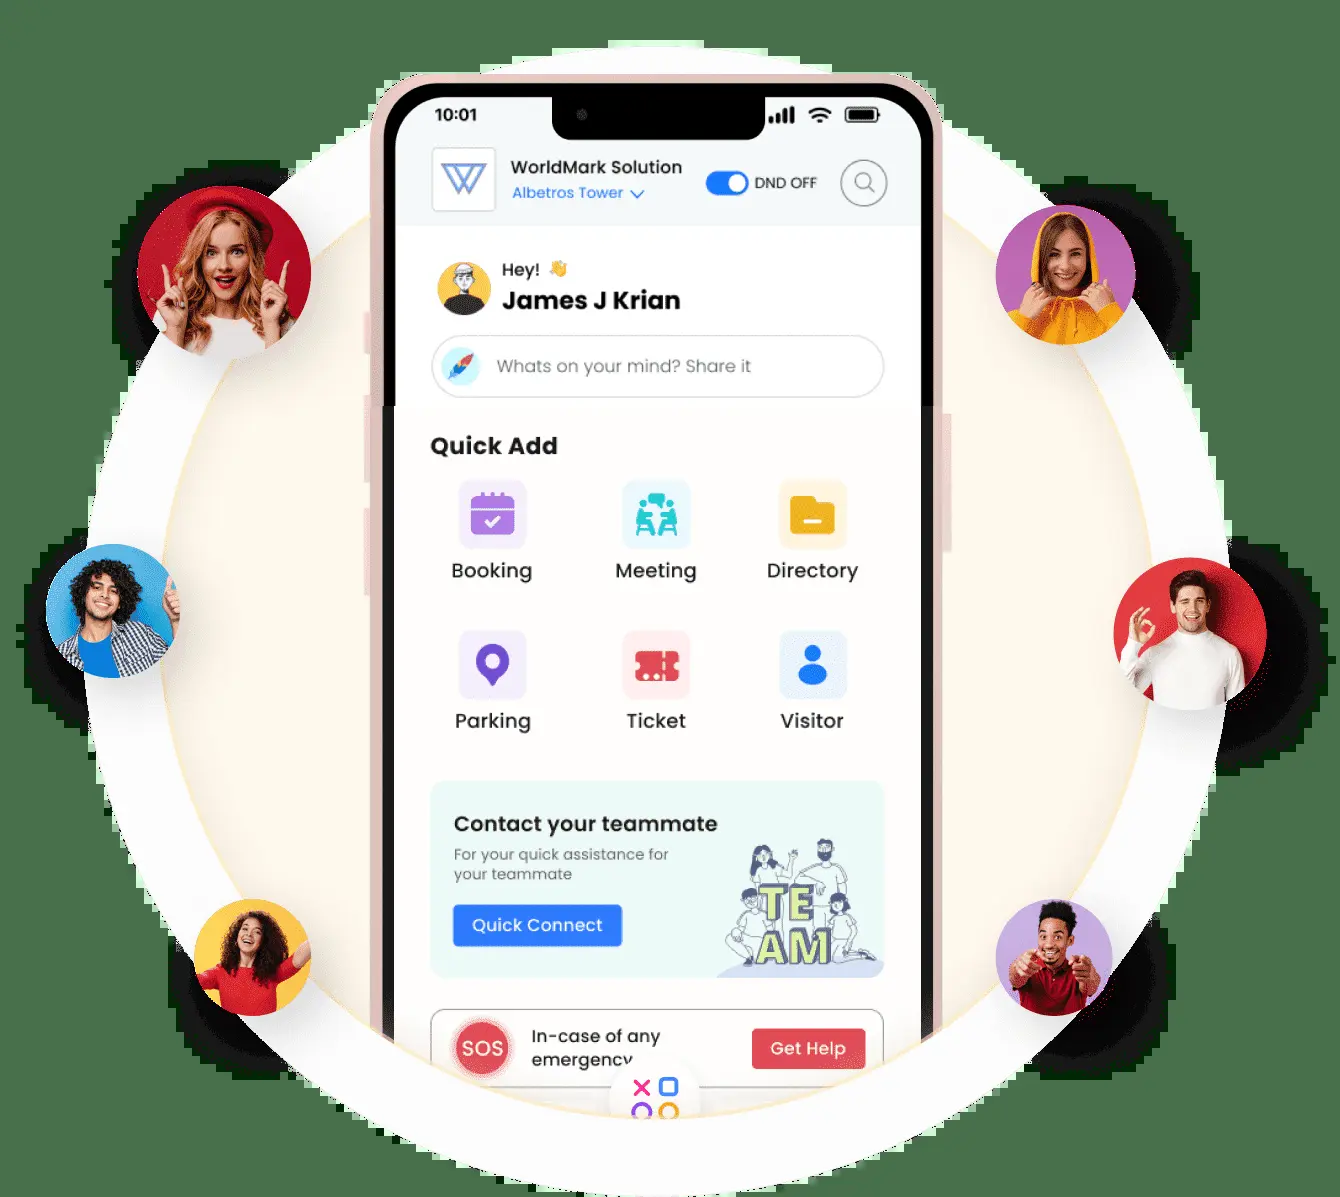 10:01
WorldMark Solution
Albetros Tower
DND OFF
Hey!
James J Krian
Whats on your mind? Share it
Quick Add
Booking
Meeting
Directory
Parking
Ticket
Visitor
Contact your teammate
For your quick assistance for
your teammate
Quick Connect
TE
AM
SOS
In-case of any
emergency
Get Help